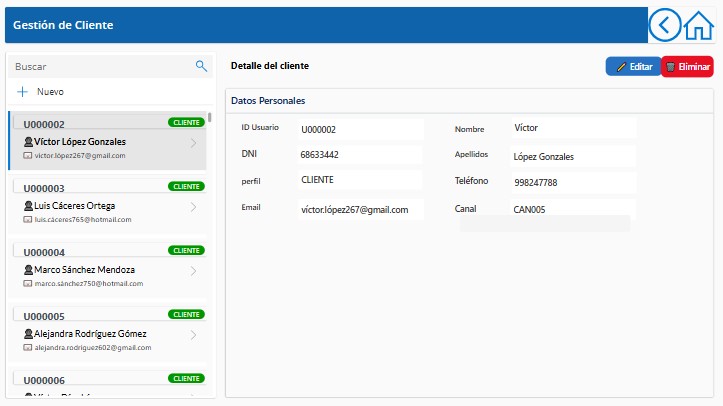 Gestión de Cliente
Buscar
Nuevo
U000002 CLIENTE
Víctor López Gonzales
víctor.lópez267@gmail.com
U000003 CLIENTE
Luis Cáceres Ortega
luis.cáceres765@hotmail.com
U000004 CLIENTE
Marco Sánchez Mendoza
marco.sánchez750@hotmail.com
U000005 CLIENTE
Alejandra Rodríguez Gómez
alejandra.rodríguez602@gmail.com
U000006 CLIENTE
Detalle del cliente
Editar
Eliminar
Datos Personales
ID Usuario U000002 Nombre Víctor
DNI 68633442 Apellidos López Gonzales
perfil CLIENTE Teléfono 998247788
Email víctor.lópez267@gmail.com Canal CAN005